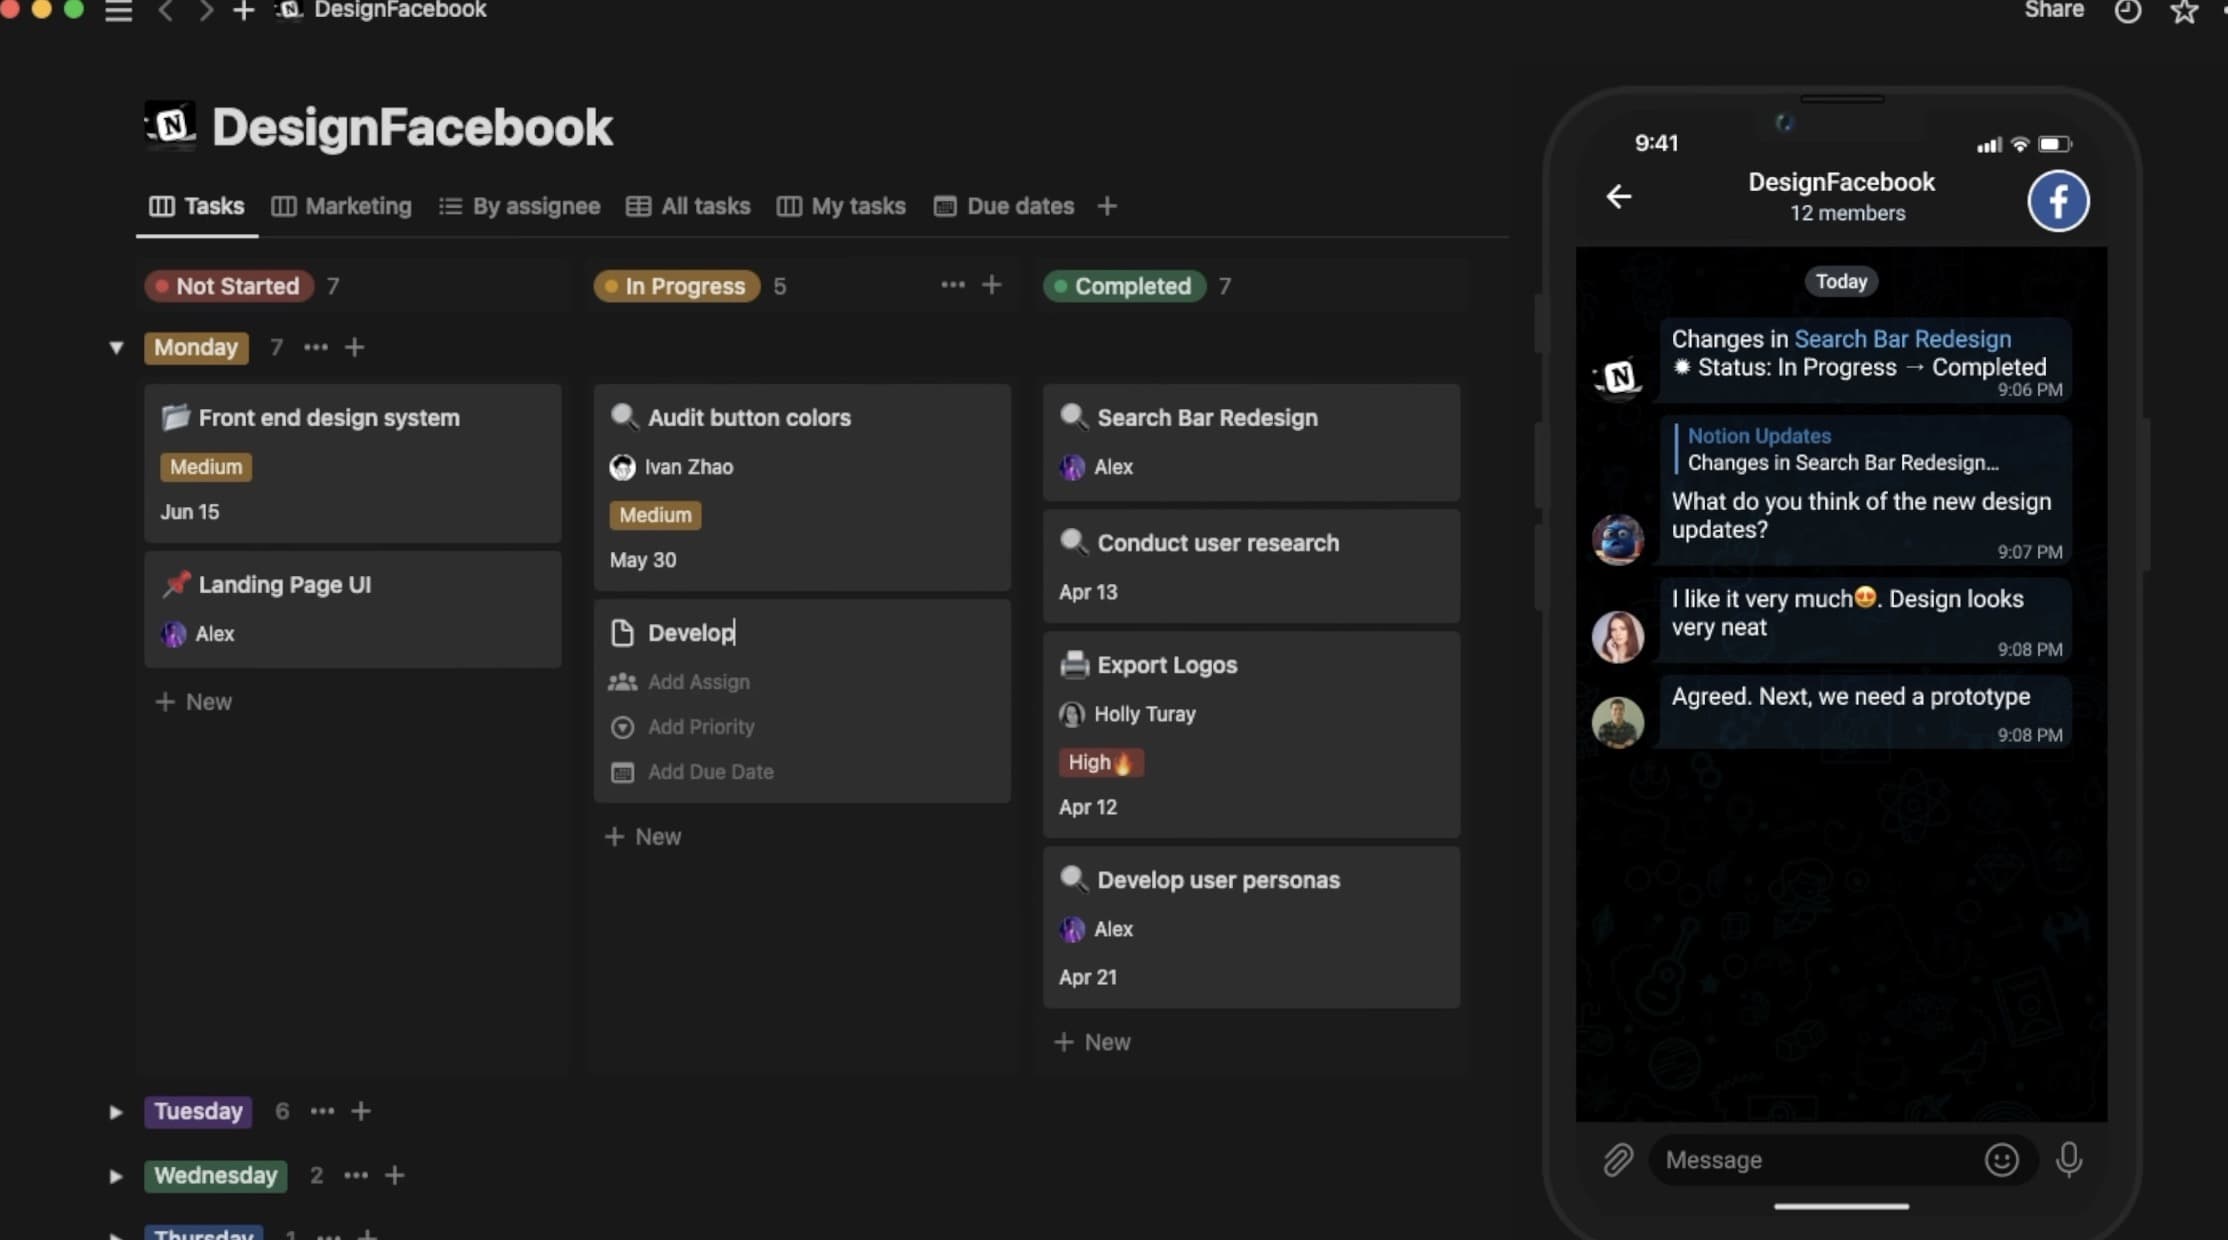 DesignFacebook
Share
DesignFacebook
Tasks
Marketing
By assignee
All tasks
My tasks
Due dates
Not Started 7
In Progress 5
Completed 7
Monday 7
Front end design system
Medium
Jun 15
Landing Page UI
Alex
New
Audit button colors
Ivan Zhao
Medium
May 30
Develop
Add Assign
Add Priority
Add Due Date
New
Search Bar Redesign
Alex
Conduct user research
Apr 13
Export Logos
Holly Turay
High🔥
Apr 12
Develop user personas
Alex
Apr 21
New
Tuesday 6
Wednesday 2
Thursday 1
9:41
DesignFacebook
12 members
Today
Changes in Search Bar Redesign
✹ Status: In Progress → Completed
9:06 PM
Notion Updates
Changes in Search Bar Redesign...
What do you think of the new design
updates?
9:07 PM
I like it very much😍. Design looks
very neat
9:08 PM
Agreed. Next, we need a prototype
9:08 PM
Message